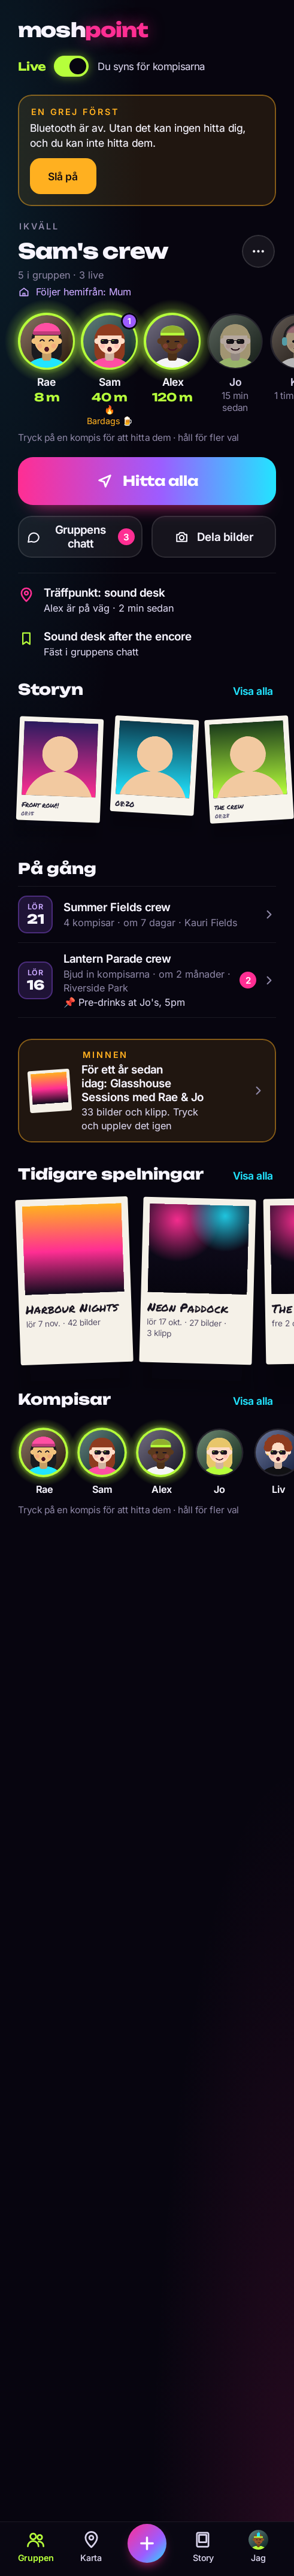 moshpoint
Live Du syns för kompisarna
EN GREJ FÖRST
Bluetooth är av. Utan det kan ingen hitta dig,
och du kan inte hitta dem.
Slå på
IKVÄLL
Sam's crew
5 i gruppen · 3 live
Följer hemifrån: Mum
1
Rae Sam Alex Jo
8 m 40 m 120 m 15 min
sedan
1 tim
🔥
Bardags 🍺
Tryck på en kompis för att hitta dem · håll för fler val
Hitta alla
Gruppens
chatt
3
Dela bilder
Träffpunkt: sound desk
Alex är på väg · 2 min sedan
Sound desk after the encore
Fäst i gruppens chatt
Storyn Visa alla
Front row!!
01:15
01:20
The crew
01:28
På gång
LÖR
21
Summer Fields crew
4 kompisar · om 7 dagar · Kauri Fields
LÖR
16
Lantern Parade crew
Bjud in kompisarna · om 2 månader ·
Riverside Park
📌 Pre-drinks at Jo's, 5pm
2
MINNEN
För ett år sedan
idag: Glasshouse
Sessions med Rae & Jo
33 bilder och klipp. Tryck
och upplev det igen
Tidigare spelningar Visa alla
Harbour Nights
lör 7 nov. · 42 bilder
Neon Paddock
lör 17 okt. · 27 bilder ·
3 klipp
The
fre 2
Kompisar Visa alla
Rae Sam Alex Jo Liv
Tryck på en kompis för att hitta dem · håll för fler val
Gruppen Karta Story Jag